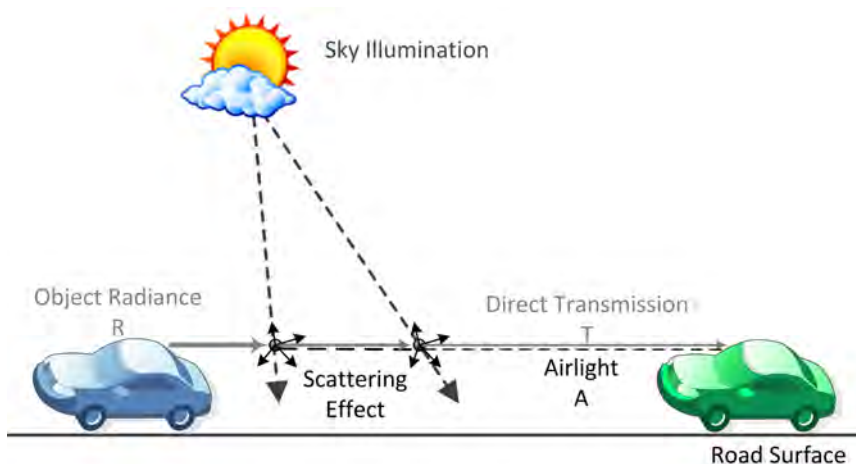 Sky Illumination
Object Radiance
R
Direct Transmission
T
Scattering
Effect
Airlight
A
Road Surface